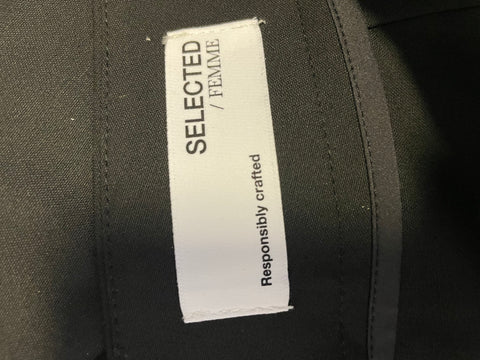 SELECTED
/ FEMME
Responsibly crafted